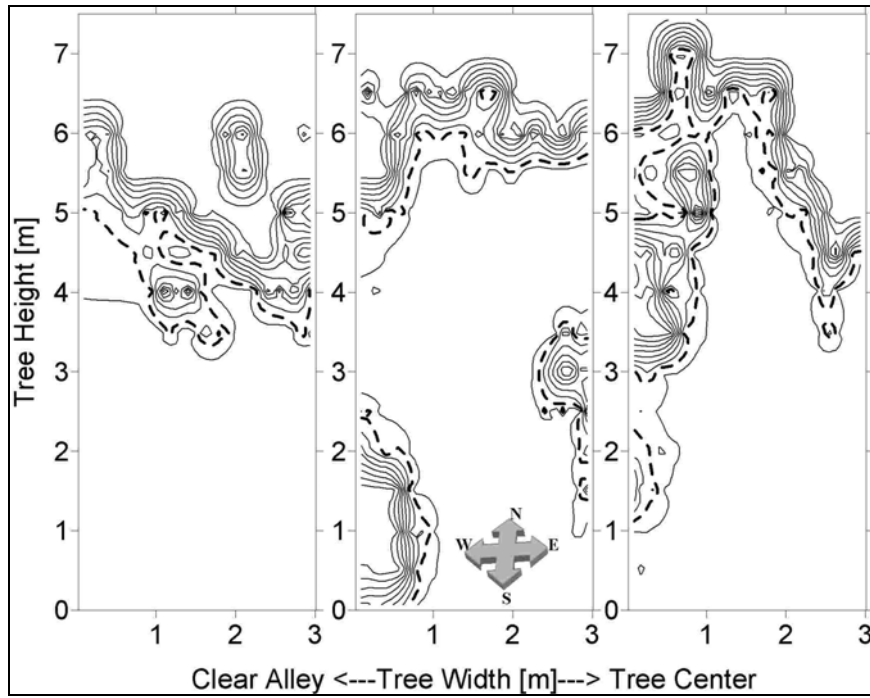 7 7 7
6 6 6
5 5 5
4 4 4
3 3 3
2 2 2
1 1 1
0 0 0
Tree Height [m]
N
W E
S
1 2 3 1 2 3 1 2 3
Clear Alley <---Tree Width [m]---> Tree Center